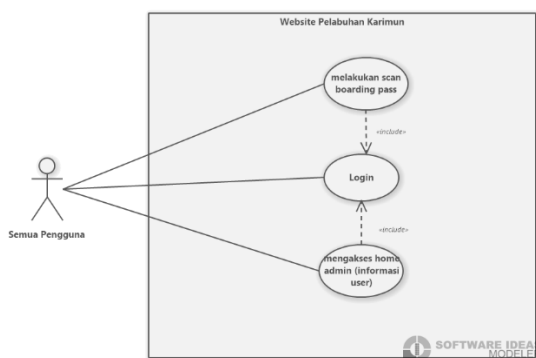 Website Pelabuhan Karimun
melakukan scan
boarding pass
«include»
Login
Semua Pengguna
«include»
mengakses home
admin (informasi
user)
SOFTWARE IDEAS
MODELER